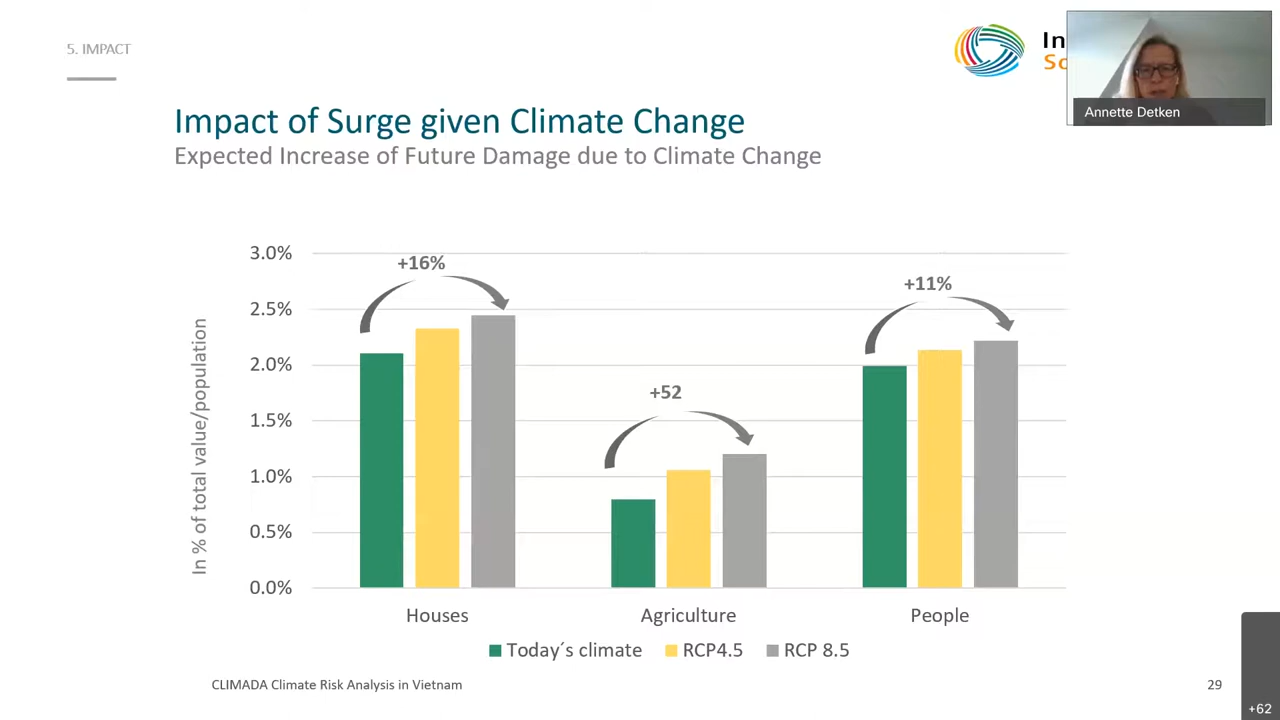 5. IMPACT
In
So
Annette Detken
Impact of Surge given Climate Change
Expected Increase of Future Damage due to Climate Change
In % of total value/population
3.0%
2.5%
2.0%
1.5%
1.0%
0.5%
0.0%
+16%
+52
+11%
Houses
Agriculture
People
Today´s climate
RCP4.5
RCP 8.5
CLIMADA Climate Risk Analysis in Vietnam
29
+62